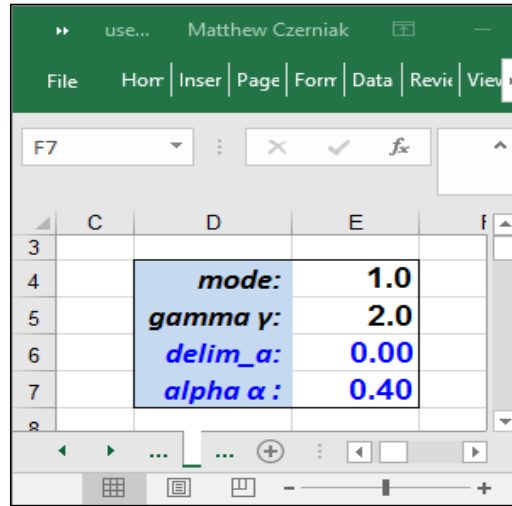 use... Matthew Czerniak
File Hom Inser Page Form Data Revie View
F7 fx
C D E F
3
4 mode: 1.0
5 gamma γ: 2.0
6 delim_a: 0.00
7 alpha α : 0.40
8
... ...